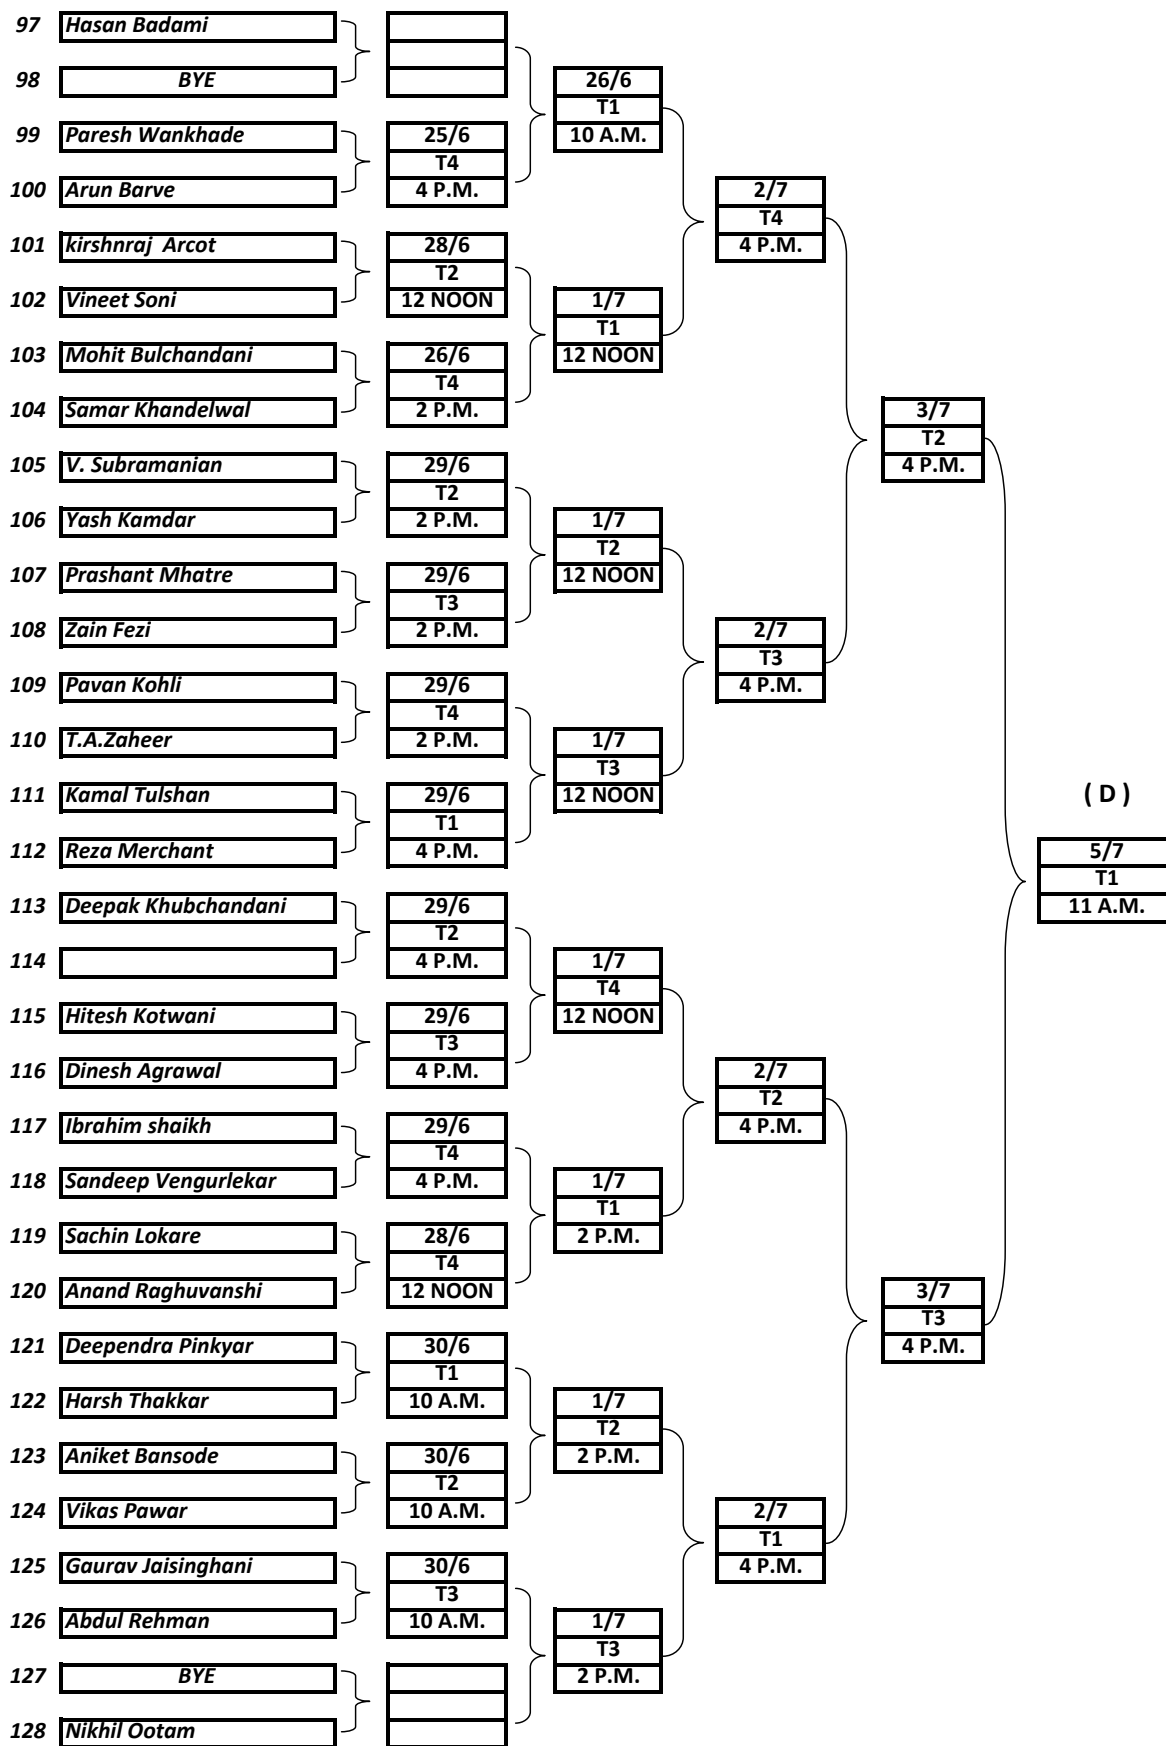 97 Hasan Badami
98 BYE 26/6
T1
99 Paresh Wankhade 25/6 10 A.M.
T4
100 Arun Barve 4 P.M. 2/7
T4
101 kirshnraj Arcot 28/6 4 P.M.
T2
102 Vineet Soni 12 NOON 1/7
T1
103 Mohit Bulchandani 26/6 12 NOON
T4
104 Samar Khandelwal 2 P.M. 3/7
T2
105 V. Subramanian 29/6 4 P.M.
T2
106 Yash Kamdar 2 P.M. 1/7
T2
107 Prashant Mhatre 29/6 12 NOON
T3
108 Zain Fezi 2 P.M. 2/7
T3
109 Pavan Kohli 29/6 4 P.M.
T4
110 T.A.Zaheer 2 P.M. 1/7
T3
111 Kamal Tulshan 29/6 12 NOON ( D )
T1
112 Reza Merchant 4 P.M. 5/7
T1
113 Deepak Khubchandani 29/6 11 A.M.
T2
114 4 P.M. 1/7
T4
115 Hitesh Kotwani 29/6 12 NOON
T3
116 Dinesh Agrawal 4 P.M. 2/7
T2
117 Ibrahim shaikh 29/6 4 P.M.
T4
118 Sandeep Vengurlekar 4 P.M. 1/7
T1
119 Sachin Lokare 28/6 2 P.M.
T4
120 Anand Raghuvanshi 12 NOON 3/7
T3
121 Deependra Pinkyar 30/6 4 P.M.
T1
122 Harsh Thakkar 10 A.M. 1/7
T2
123 Aniket Bansode 30/6 2 P.M.
T2
124 Vikas Pawar 10 A.M. 2/7
T1
125 Gaurav Jaisinghani 30/6 4 P.M.
T3
126 Abdul Rehman 10 A.M. 1/7
T3
127 BYE 2 P.M.
128 Nikhil Ootam